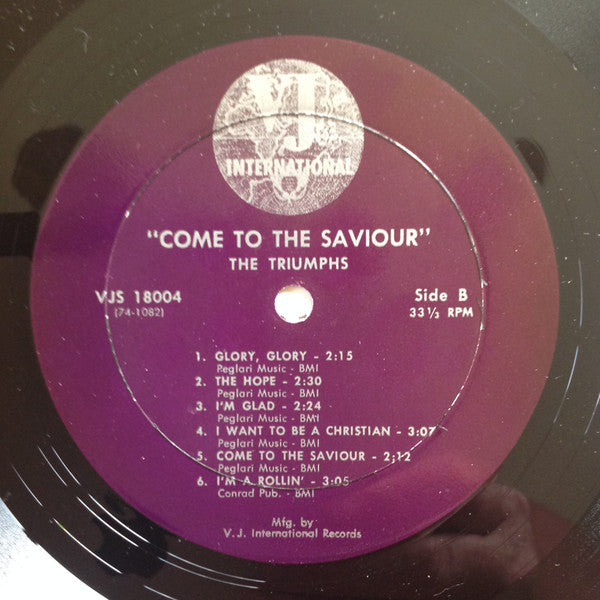 VJ
INTERNATIONAL
"COME TO THE SAVIOUR"
THE TRIUMPHS
VJS 18004
(74-1082)
Side B
33 1/3 RPM
1. GLORY, GLORY - 2:15
Peglari Music - BMI
2. THE HOPE - 2:30
Peglari Music - BMI
3. I'M GLAD - 2:24
Peglari Music - BMI
4. I WANT TO BE A CHRISTIAN - 3:07
Peglari Music - BMI
5. COME TO THE SAVIOUR - 2;12
Peglari Music - BMI
6. I'M A ROLLIN' - 3:05
Conrad Pub. - BMI
Mfg. by
V.J. International Records